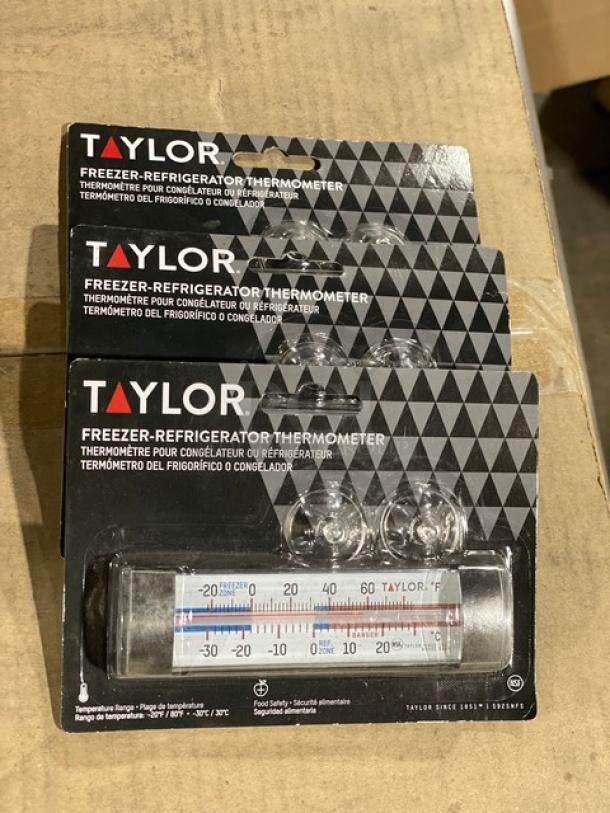 TAYLOR
FREEZER-REFRIGERATOR THERMOMETER
THERMOMÈTRE POUR CONGÉLATEUR OU RÉFRIGÉRATEUR
TERMÓMETRO DEL FRIGORÍFICO O CONGELADOR
TAYLOR
FREEZER-REFRIGERATOR THERMOMETER
THERMOMÈTRE POUR CONGÉLATEUR OU RÉFRIGÉRATEUR
TERMÓMETRO DEL FRIGORÍFICO O CONGELADOR
TAYLOR
FREEZER-REFRIGERATOR THERMOMETER
THERMOMÈTRE POUR CONGÉLATEUR OU RÉFRIGÉRATEUR
TERMÓMETRO DEL FRIGORÍFICO O CONGELADOR
-20 FREEZER ZONE 0 20 40 60 TAYLOR. °F
DANGER
-30 -20 -10 0 REF. ZONE 10 20 NSF TAYLOR °C
Temperature Range • Plage de température
Rango de temperatura: -20°F / 80°F • -30°C / 30°C
Food Safety • Sécurité alimentaire
Seguridad alimentaria
NSF
TAYLOR SINCE 1851™ | 5925NFS